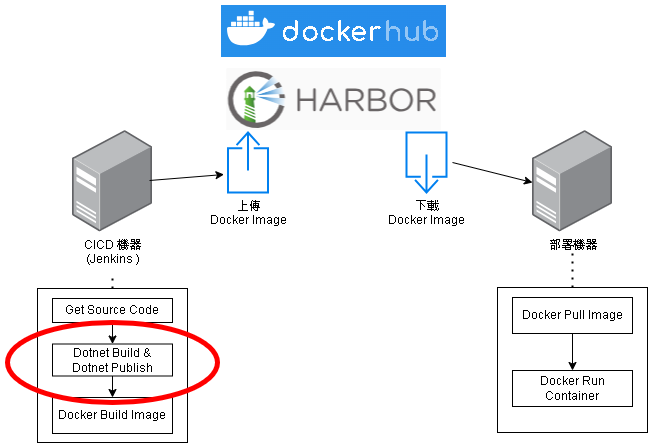 dockerhub
HARBOR
上傳
Docker Image
下載
Docker Image
CICD 機器
(Jenkins )
部署機器
Get Source Code
Dotnet Build &
Dotnet Publish
Docker Build Image
Docker Pull Image
Docker Run
Container